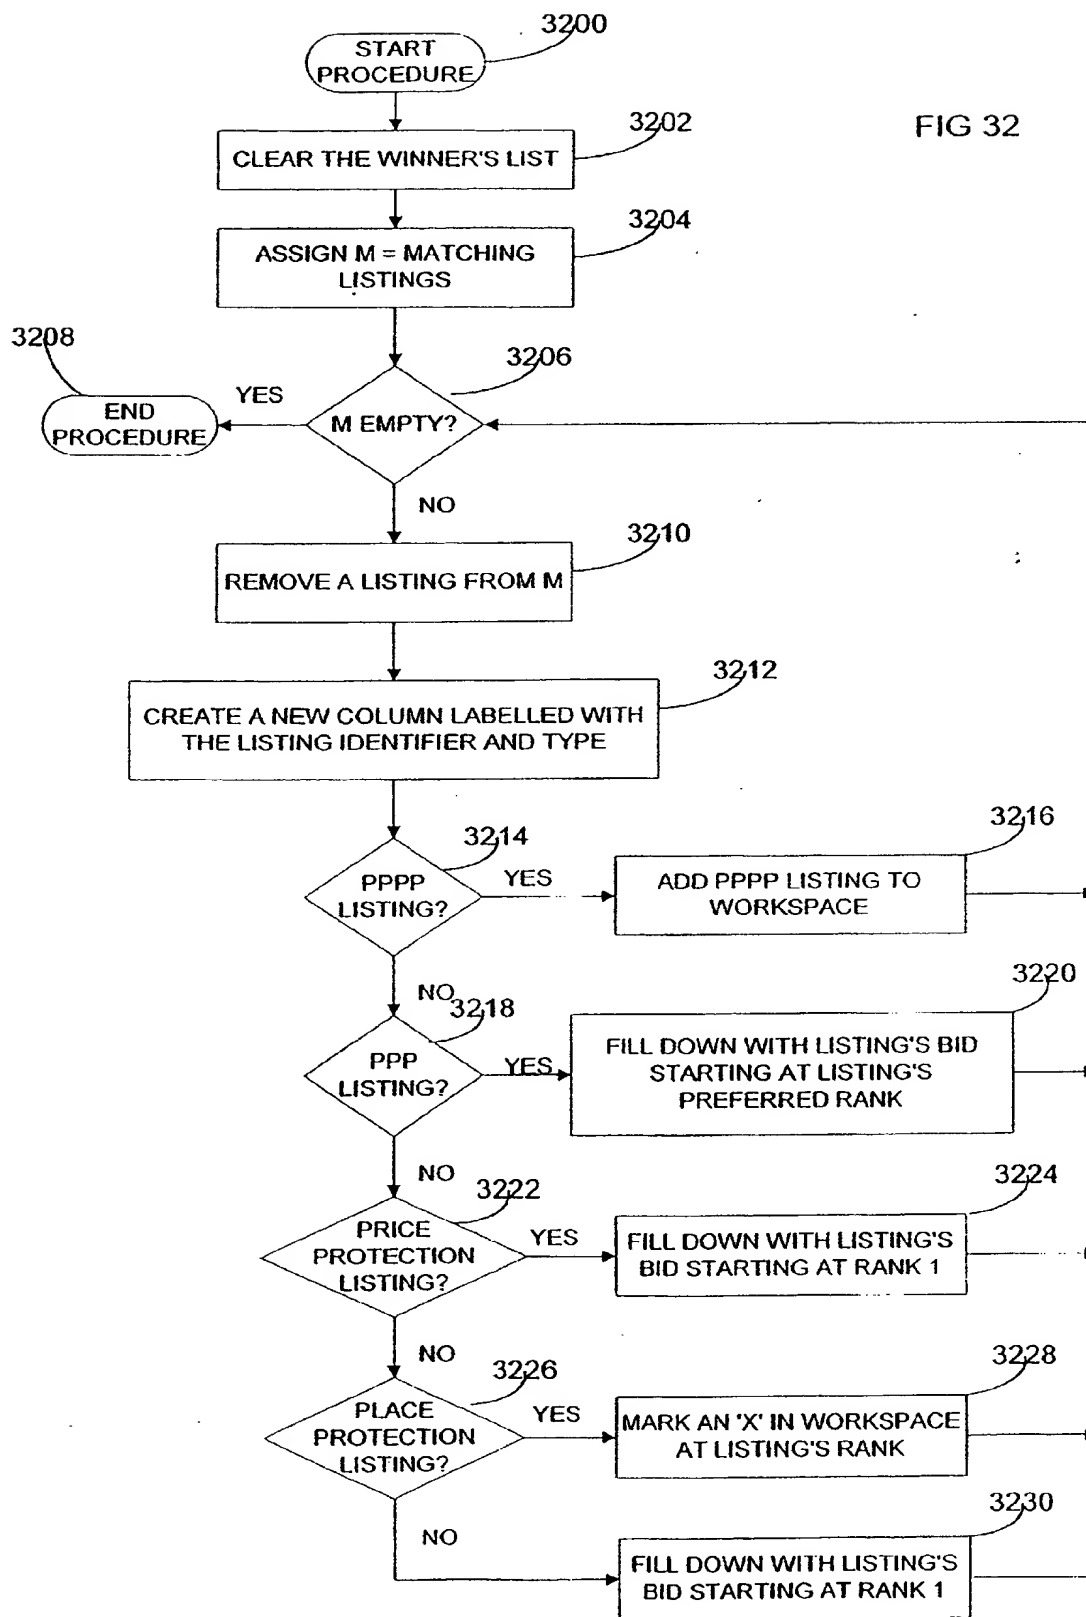 3200
START
PROCEDURE
FIG 32
3202
CLEAR THE WINNER'S LIST
3204
ASSIGN M = MATCHING
LISTINGS
3208
3206
END
PROCEDURE
YES
M EMPTY?
NO
3210
REMOVE A LISTING FROM M
3212
CREATE A NEW COLUMN LABELLED WITH
THE LISTING IDENTIFIER AND TYPE
3214
3216
PPPP
LISTING?
YES
ADD PPPP LISTING TO
WORKSPACE
NO
3218
3220
PPP
LISTING?
YES
FILL DOWN WITH LISTING'S BID
STARTING AT LISTING'S
PREFERRED RANK
NO
3222
3224
PRICE
PROTECTION
LISTING?
YES
FILL DOWN WITH LISTING'S
BID STARTING AT RANK 1
NO
3226
3228
PLACE
PROTECTION
LISTING?
YES
MARK AN 'X' IN WORKSPACE
AT LISTING'S RANK
NO
3230
FILL DOWN WITH LISTING'S
BID STARTING AT RANK 1